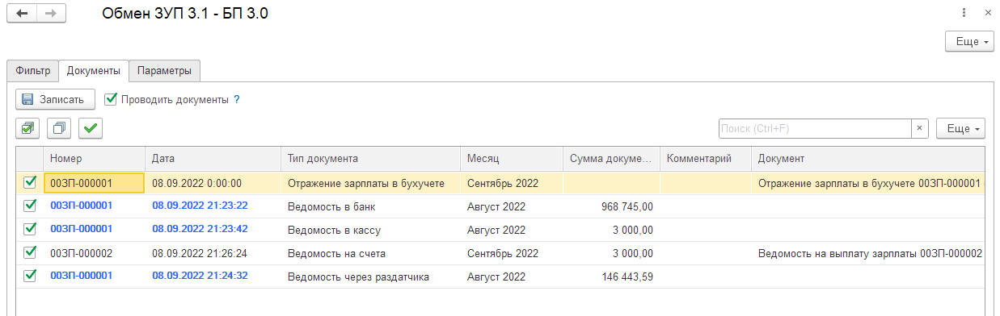 Обмен ЗУП 3.1 - БП 3.0
Еще
Фильтр Документы Параметры
Записать Проводить документы ?
Поиск (Ctrl+F) × Еще
Номер Дата Тип документа Месяц Сумма докуме... Комментарий Документ
00ЗП-000001 08.09.2022 0:00:00 Отражение зарплаты в бухучете Сентябрь 2022 Отражение зарплаты в бухучете 00ЗП-000001
00ЗП-000001 08.09.2022 21:23:22 Ведомость в банк Август 2022 968 745,00
00ЗП-000001 08.09.2022 21:23:42 Ведомость в кассу Август 2022 3 000,00
00ЗП-000002 08.09.2022 21:26:24 Ведомость на счета Сентябрь 2022 3 000,00 Ведомость на выплату зарплаты 00ЗП-000002
00ЗП-000001 08.09.2022 21:24:32 Ведомость через раздатчика Август 2022 146 443,59